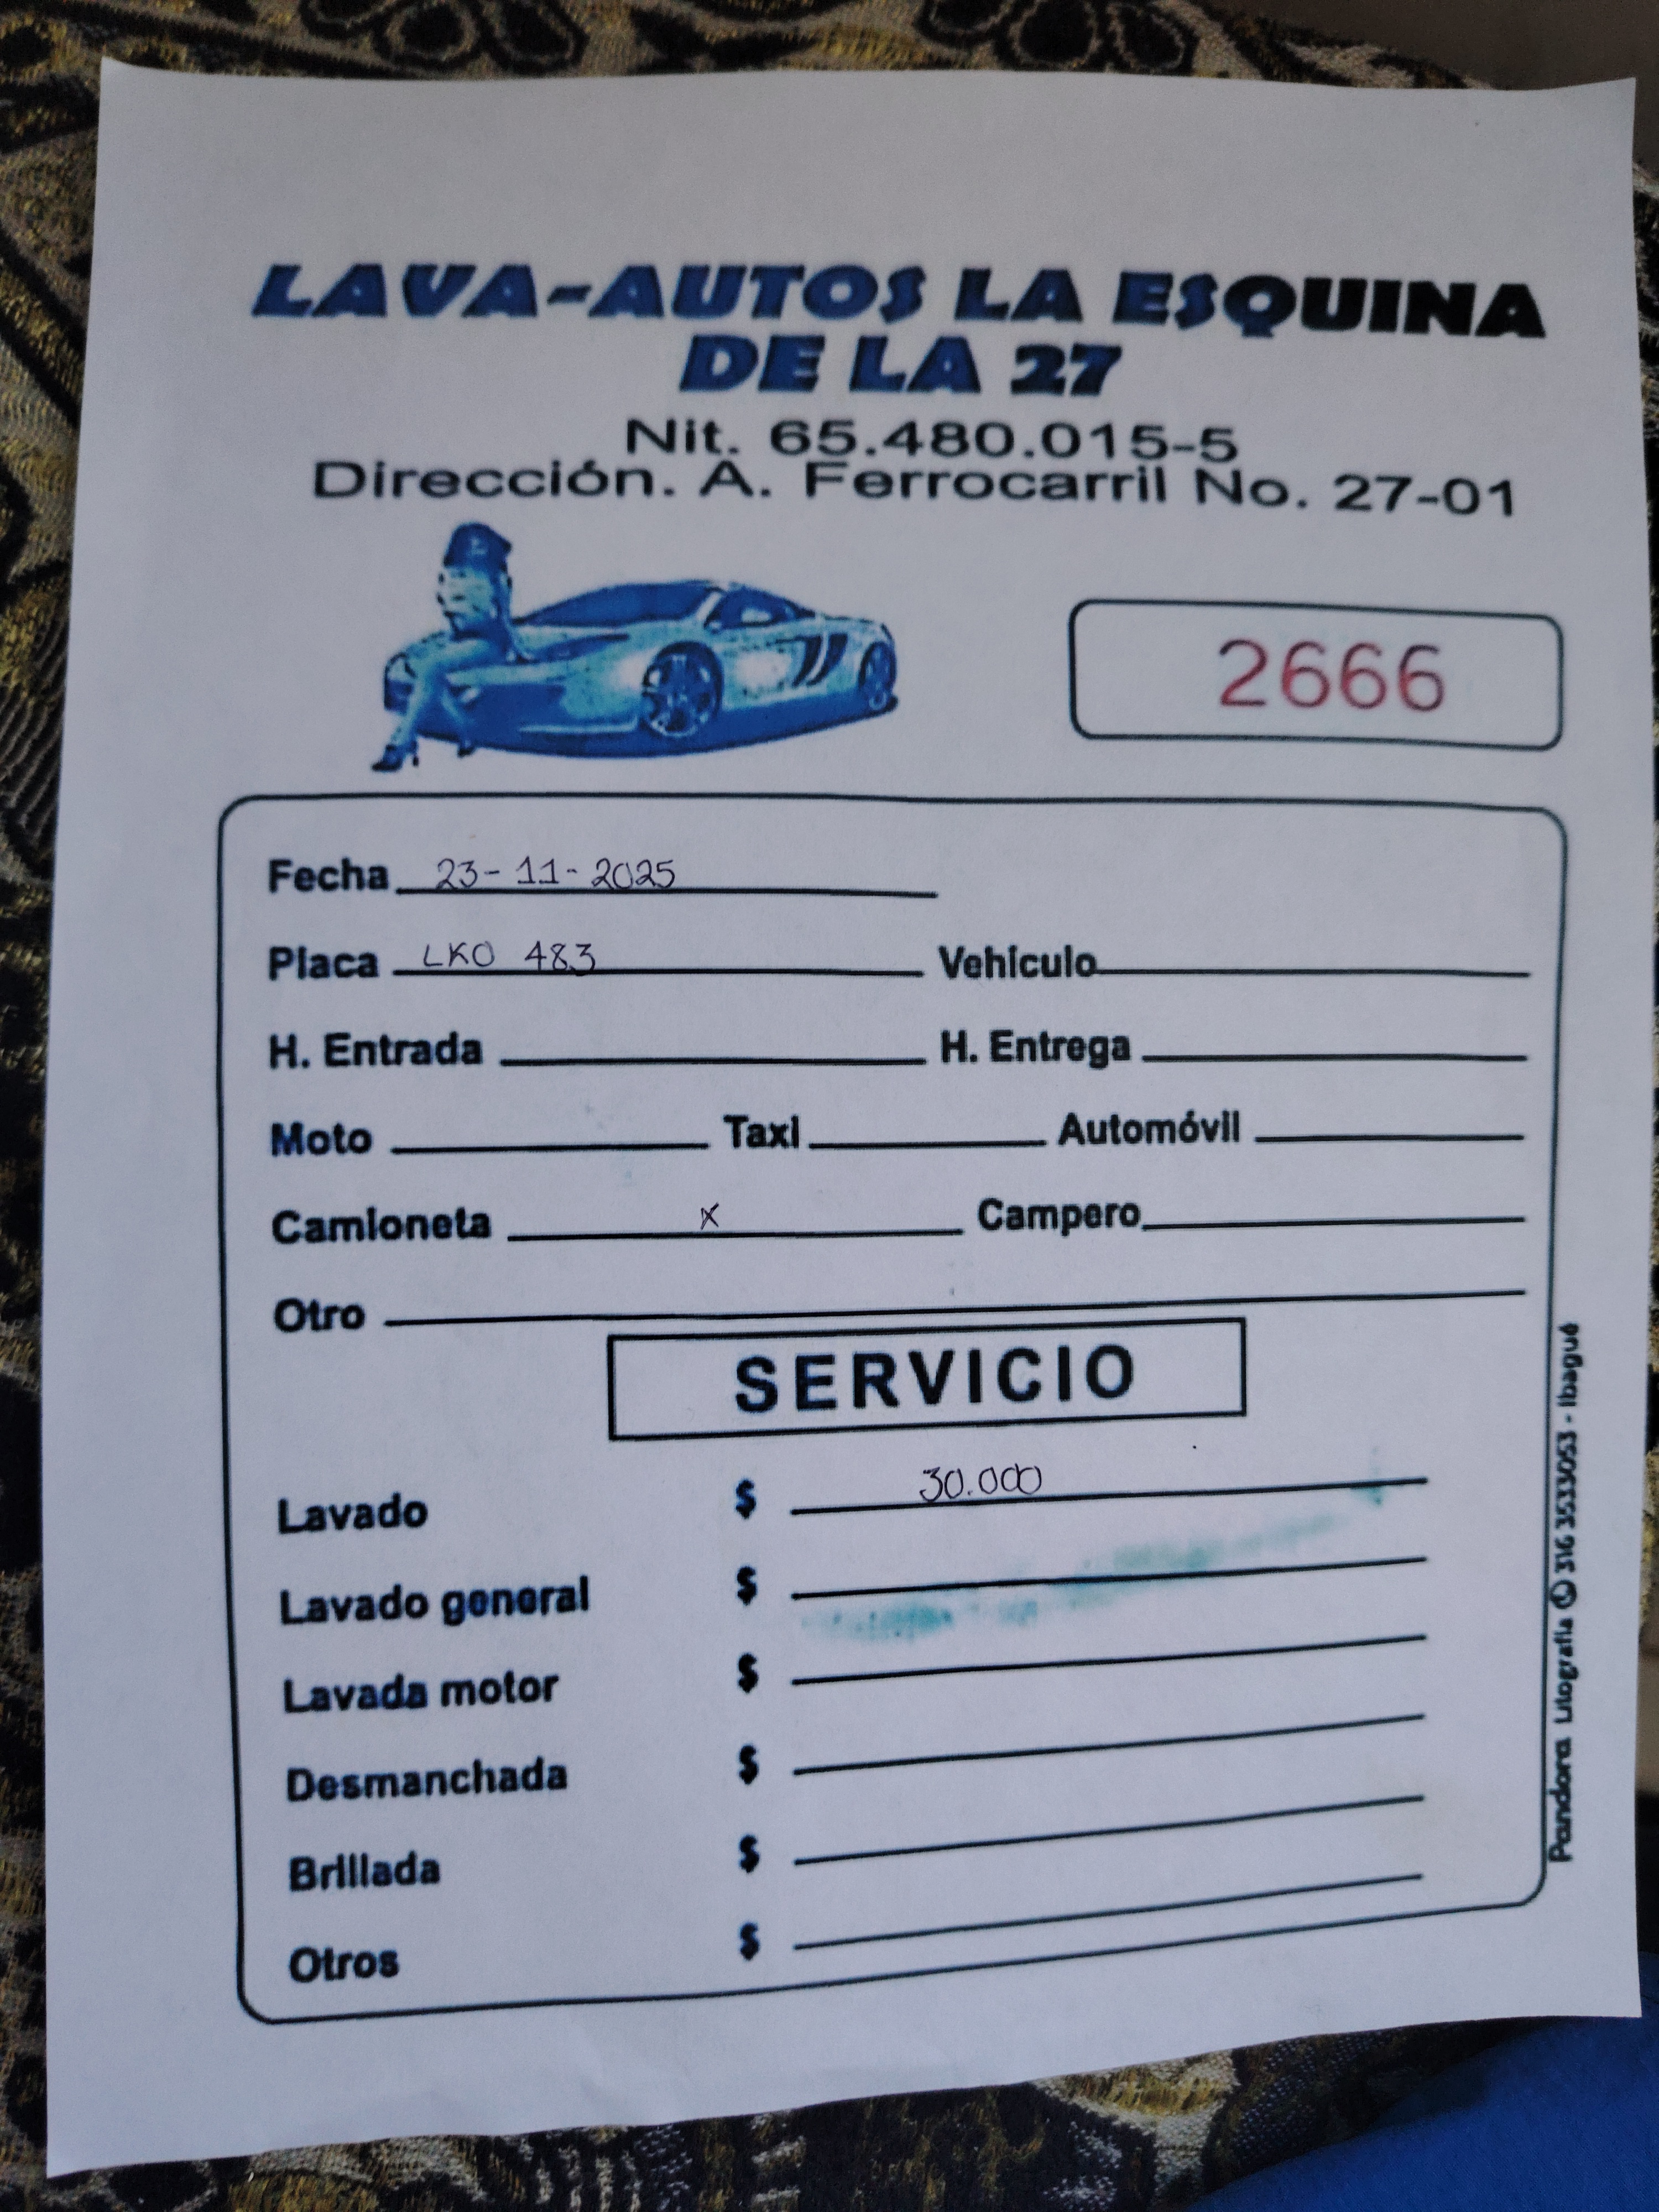 LAVA-AUTOS LA ESQUINA
DE LA 27
Nit. 65.480.015-5
Dirección. A. Ferrocarril No. 27-01
2666
Fecha 23-11-2025
Placa LKO 483 Vehículo
H. Entrada H. Entrega
Moto Taxi Automóvil
Camioneta x Campero
Otro
SERVICIO
Lavado $ 30.000
Lavado general $
Lavada motor $
Desmanchada $
Brillada $
Otros $
Pandora Litografía 316 3533053 - Ibagué